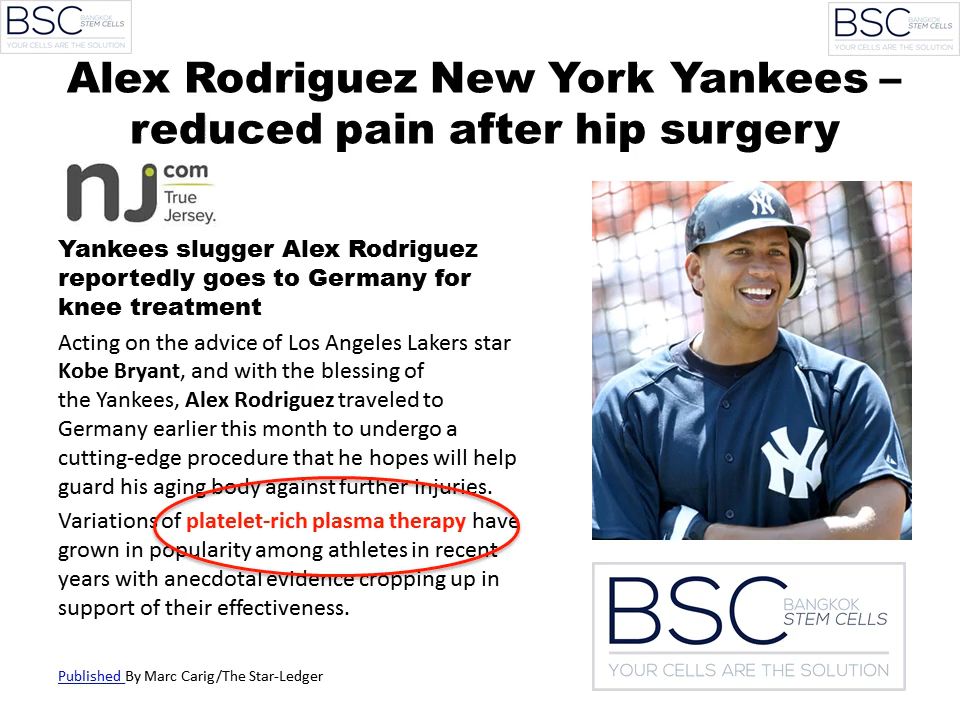 BSC BANGKOK STEM CELLS
YOUR CELLS ARE THE SOLUTION
BSC BANGKOK STEM CELLS
YOUR CELLS ARE THE SOLUTION
Alex Rodriguez New York Yankees –
reduced pain after hip surgery
nj.com
True
Jersey.
Yankees slugger Alex Rodriguez
reportedly goes to Germany for
knee treatment
Acting on the advice of Los Angeles Lakers star
Kobe Bryant, and with the blessing of
the Yankees, Alex Rodriguez traveled to
Germany earlier this month to undergo a
cutting-edge procedure that he hopes will help
guard his aging body against further injuries.
Variations of platelet-rich plasma therapy have
grown in popularity among athletes in recent
years with anecdotal evidence cropping up in
support of their effectiveness.
Published By Marc Carig/The Star-Ledger
NY
NY
BSC BANGKOK STEM CELLS
YOUR CELLS ARE THE SOLUTION